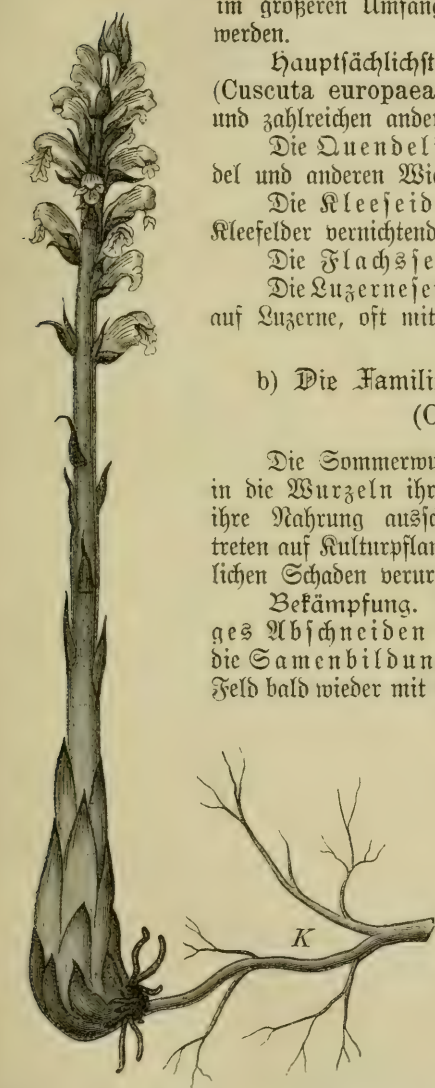 im größeren Umfang
werden.
Hauptsächlichst
(Cuscuta europaea
und zahlreichen ander
Die Quendel
del und anderen Wie
Die Kleeseid
Kleefelder vernichtend
Die Flachsse
Die Luzernesei
auf Luzerne, oft mit
b) Die Famili
(O
Die Sommerwu
in die Wurzeln ihr
ihre Nahrung aussa
treten auf Kulturpflan
lichen Schaden verur
Bekämpfung.
ges Abschneiden
die Samenbildun
Feld bald wieder mit
K